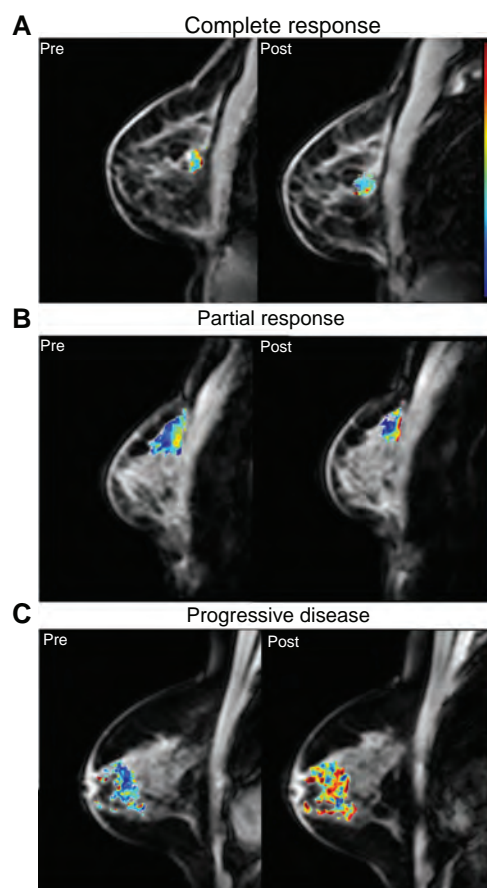 A
Complete response
Pre
Post
B
Partial response
Pre
Post
C
Progressive disease
Pre
Post